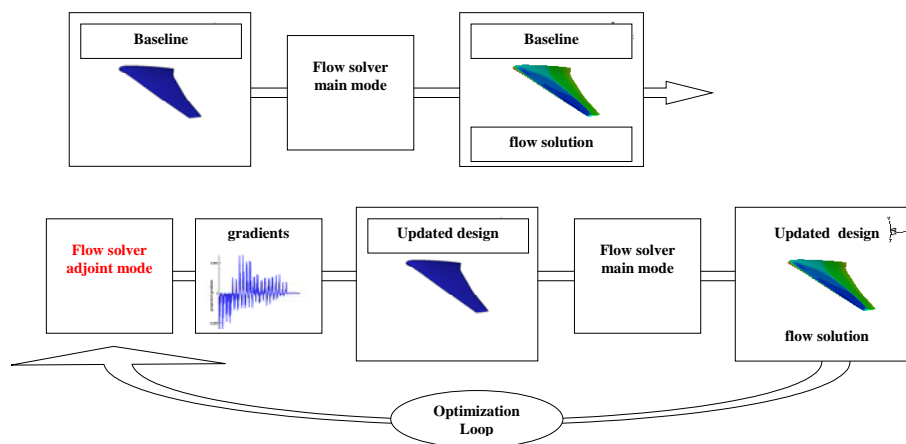 Baseline
Flow solver
main mode
Baseline
flow solution
Flow solver
adjoint mode
gradients
Updated design
Flow solver
main mode
Updated design
flow solution
Optimization
Loop